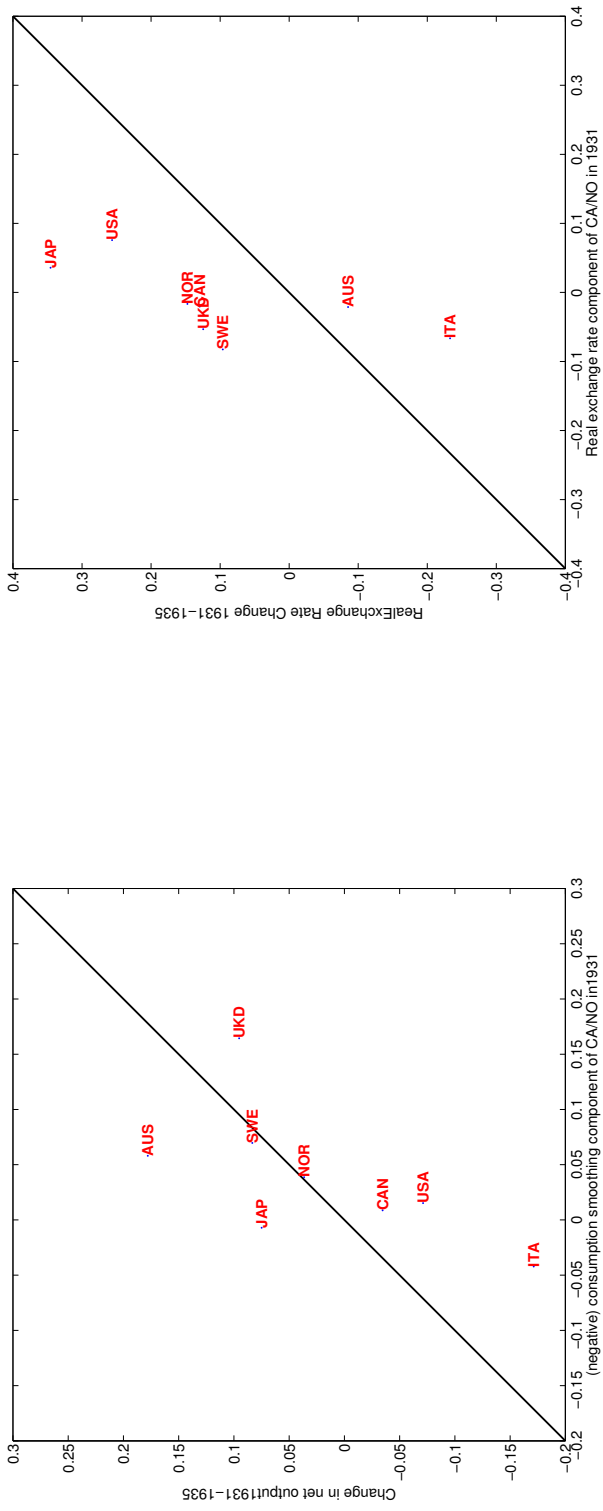 0.3
0.25
0.2
0.15
0.1
0.05
0
−0.05
−0.1
−0.15
−0.2
Change in net output1931−1935
AUS
UKD
SWE
JAP
NOR
CAN
USA
ITA
−0.2
−0.15
−0.1
−0.05
0
0.05
0.1
0.15
0.2
0.25
0.3
(negative) consumption smoothing component of CA/NO in1931
0.4
0.3
0.2
0.1
0
−0.1
−0.2
−0.3
−0.4
RealExchange Rate Change 1931−1935
JAP
USA
NOR
CAN
UKD
SWE
AUS
ITA
−0.4
−0.3
−0.2
−0.1
0
0.1
0.2
0.3
0.4
Real exchange rate component of CA/NO in 1931